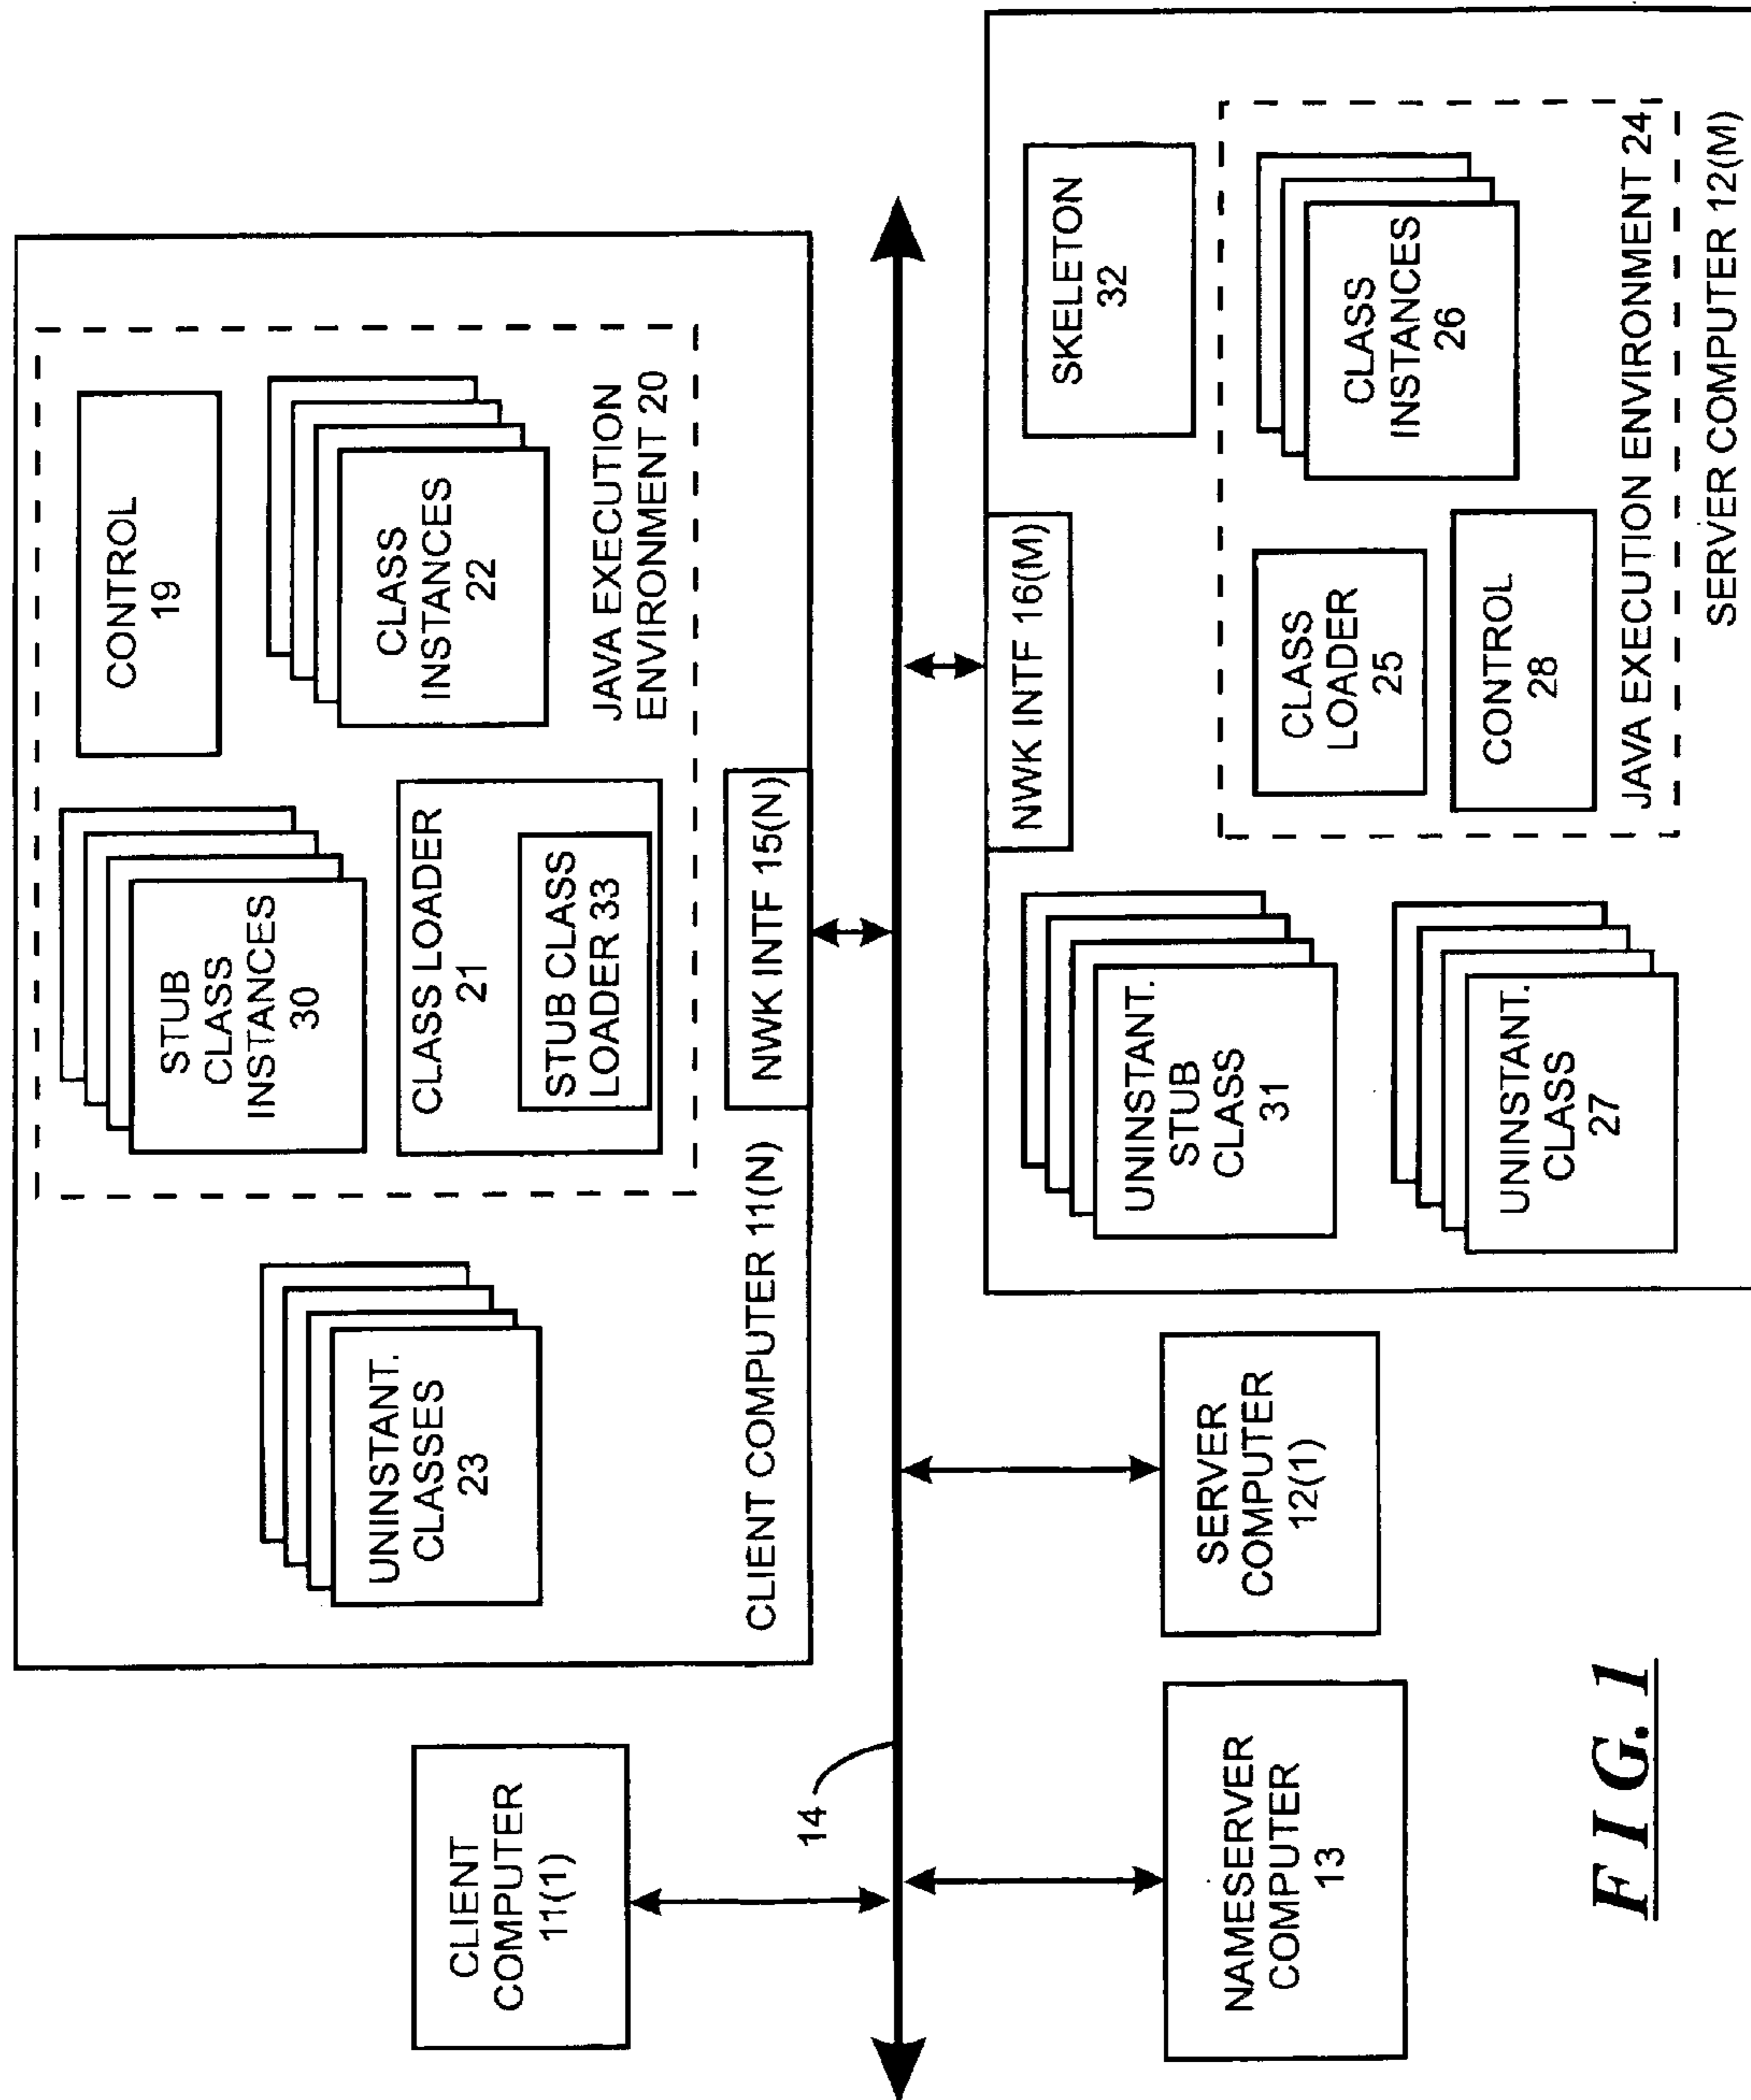 CLIENT
COMPUTER
11(1)
UNINSTANT.
CLASSES
23
STUB
CLASS
INSTANCES
30
CONTROL
19
CLASS LOADER
21
STUB CLASS
LOADER 33
CLASS
INSTANCES
22
JAVA EXECUTION
ENVIRONMENT 20
CLIENT COMPUTER 11(N)
NWK INTF 15(N)
14
NAMESERVER
COMPUTER
13
SERVER
COMPUTER
12(1)
NWK INTF 16(M)
UNINSTANT.
STUB
CLASS
31
SKELETON
32
UNINSTANT.
CLASS
27
CLASS
LOADER
25
CLASS
INSTANCES
26
CONTROL
28
JAVA EXECUTION ENVIRONMENT 24
SERVER COMPUTER 12(M)
FIG. 1